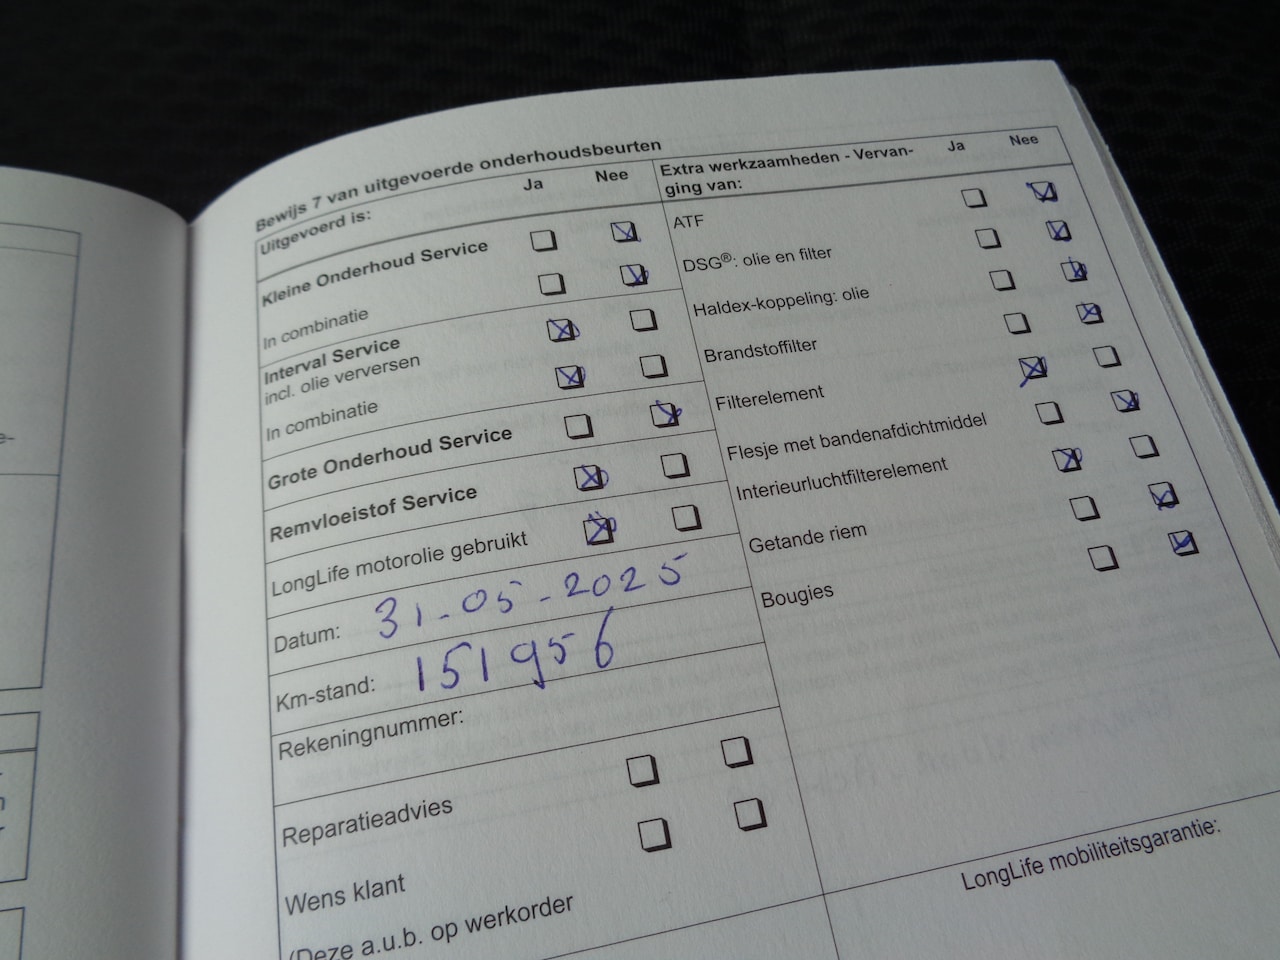 Bewijs 7 van uitgevoerde onderhoudsbeurten
Uitgevoerd is:
Ja
Nee
Kleine Onderhoud Service
In combinatie
Interval Service
incl. olie verversen
In combinatie
Grote Onderhoud Service
Remvloeistof Service
LongLife motorolie gebruikt
Datum: 31-05-2025
Km-stand: 151956
Rekeningnummer:
Reparatieadvies
Wens klant
(Deze a.u.b. op werkorder
Extra werkzaamheden - Vervan-
ging van:
Ja
Nee
ATF
DSG®: olie en filter
Haldex-koppeling: olie
Brandstoffilter
Filterelement
Flesje met bandenafdichtmiddel
Interieurluchtfilterelement
Getande riem
Bougies
LongLife mobiliteitsgarantie: